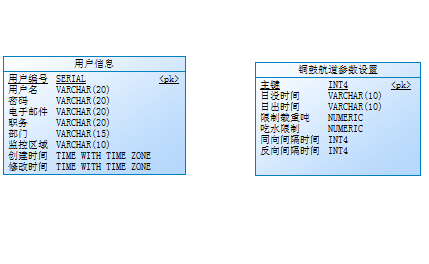 用户信息
用户编号 SERIAL <pk>
用户名 VARCHAR(20)
密码 VARCHAR(20)
电子邮件 VARCHAR(20)
职务 VARCHAR(20)
部门 VARCHAR(15)
监控区域 VARCHAR(10)
创建时间 TIME WITH TIME ZONE
修改时间 TIME WITH TIME ZONE
铜鼓航道参数设置
主键 INT4 <pk>
日没时间 VARCHAR(10)
日出时间 VARCHAR(10)
限制载重吨 NUMERIC
吃水限制 NUMERIC
同向间隔时间 INT4
反向间隔时间 INT4